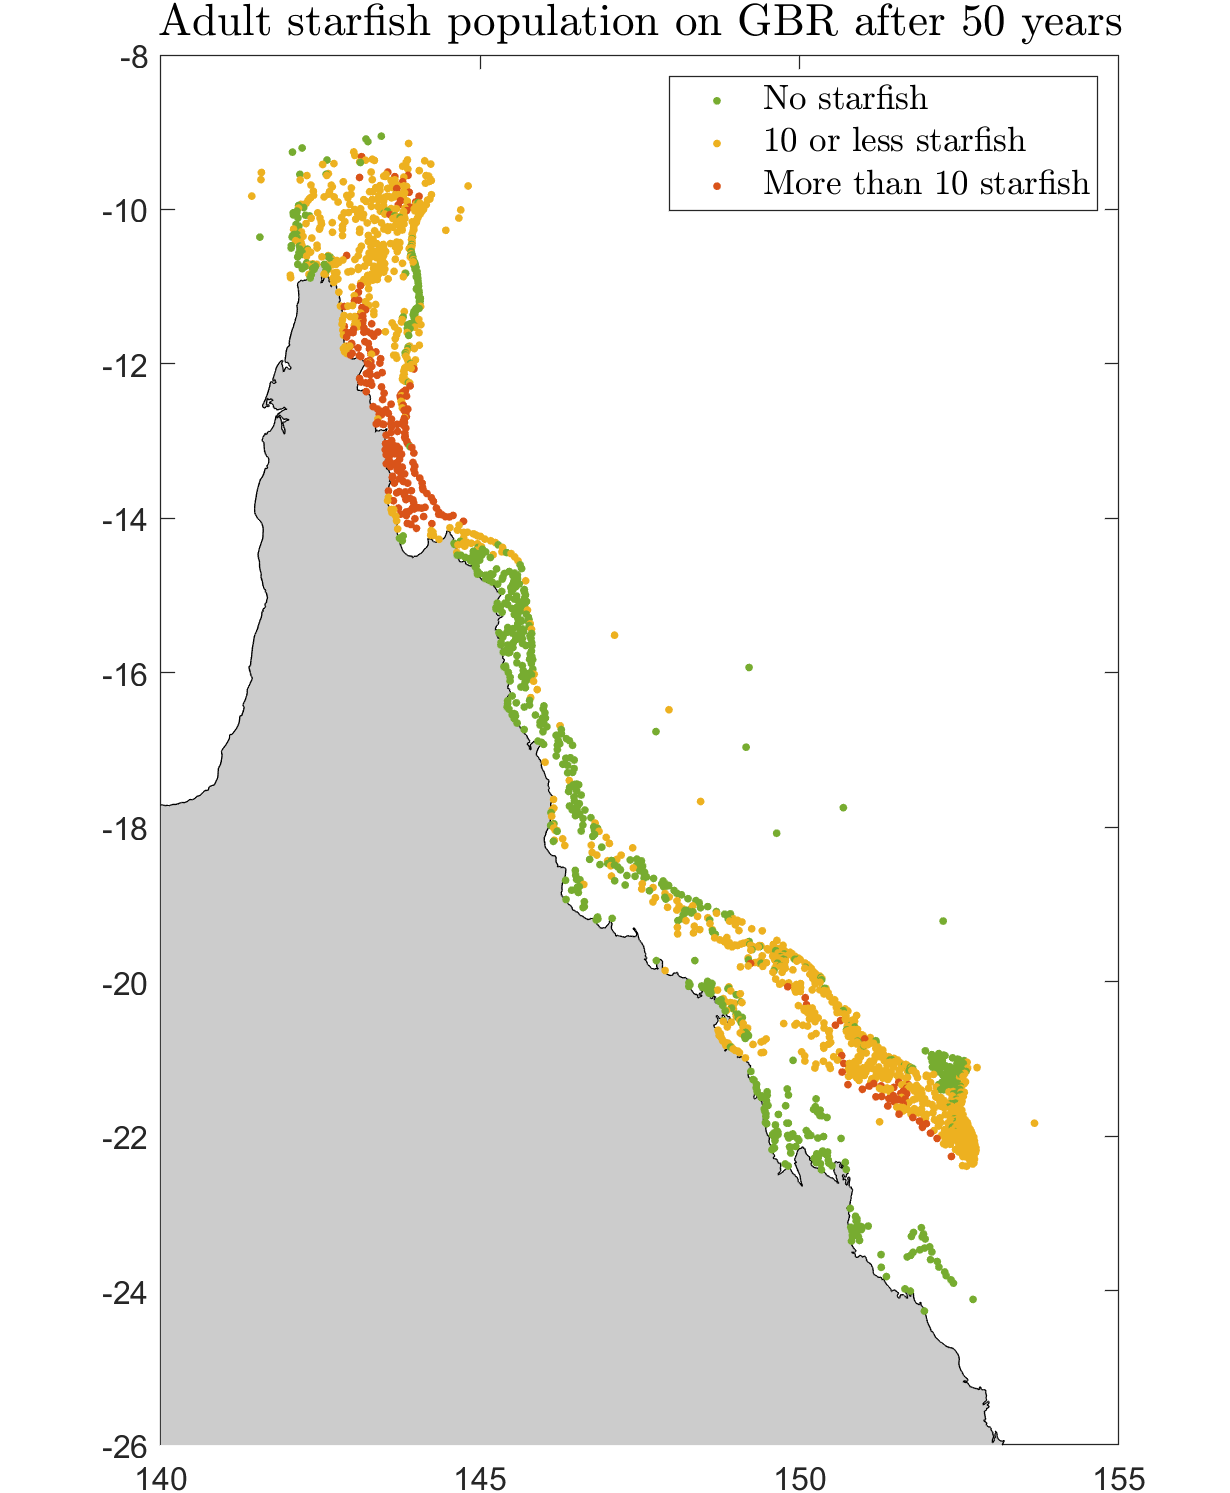 Adult starfish population on GBR after 50 years
-8
No starfish
10 or less starfish
More than 10 starfish
-10
-12
-14
-16
-18
-20
-22
-24
-26
140 145 150 155